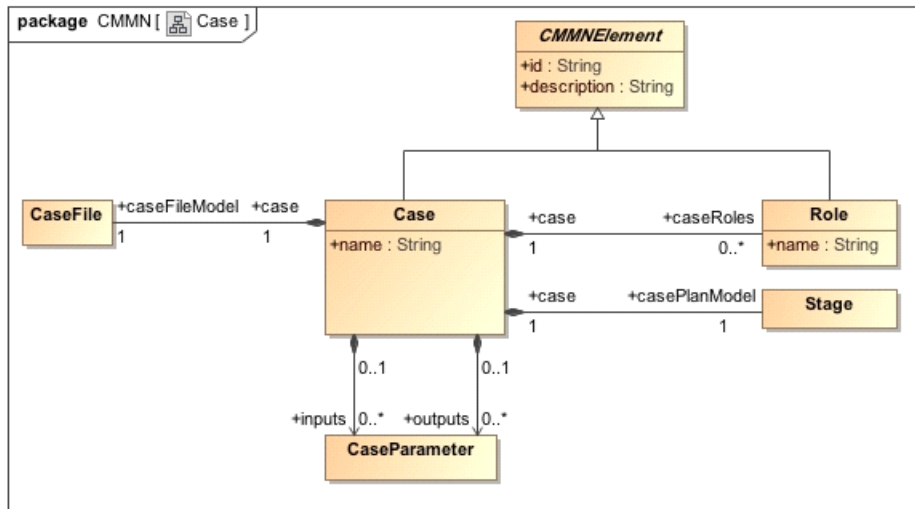 package CMMN [ Case ]
CMMNElement
+id : String
+description : String
CaseFile
+caseFileModel
1
+case
1
Case
+name : String
+case
1
+caseRoles
0..*
Role
+name : String
+case
1
+casePlanModel
1
Stage
0..1
0..1
+inputs
0..*
+outputs
0..*
CaseParameter